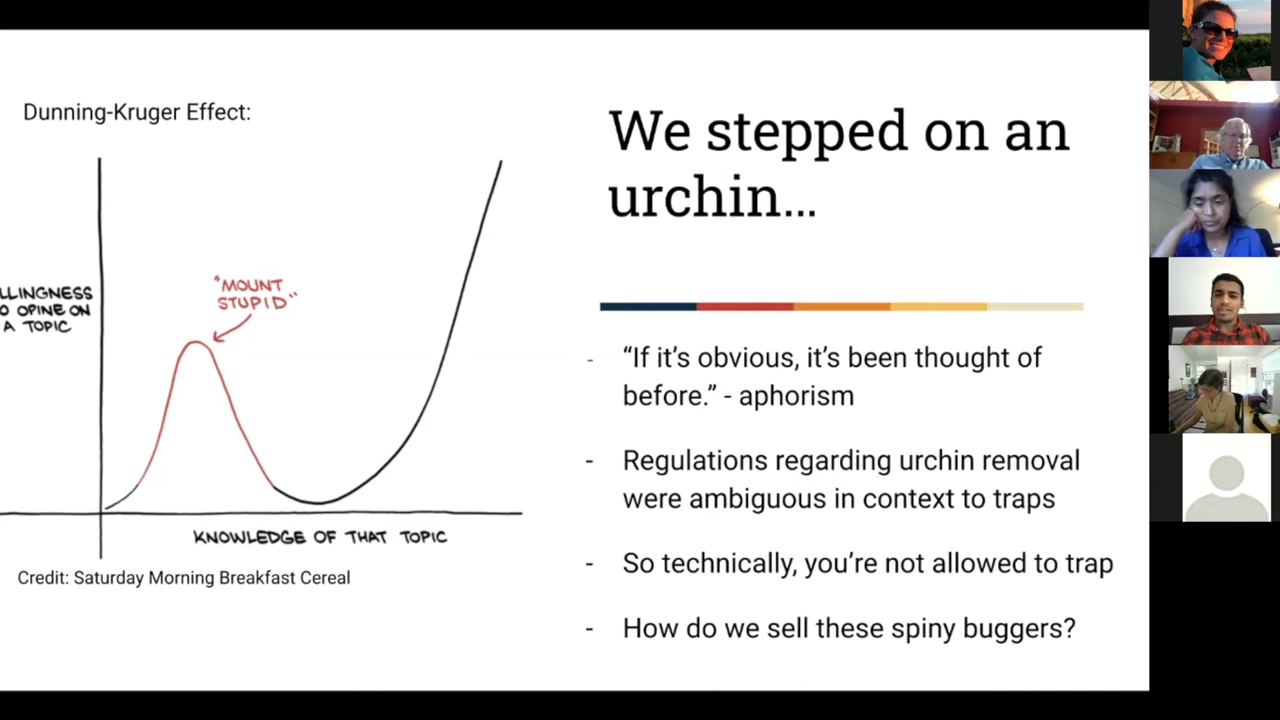 Dunning-Kruger Effect:
LLINGNESS
O OPINE ON
A TOPIC
"MOUNT
STUPID"
KNOWLEDGE OF THAT TOPIC
Credit: Saturday Morning Breakfast Cereal
We stepped on an
urchin...
- “If it’s obvious, it’s been thought of
before.” - aphorism
- Regulations regarding urchin removal
were ambiguous in context to traps
- So technically, you’re not allowed to trap
- How do we sell these spiny buggers?